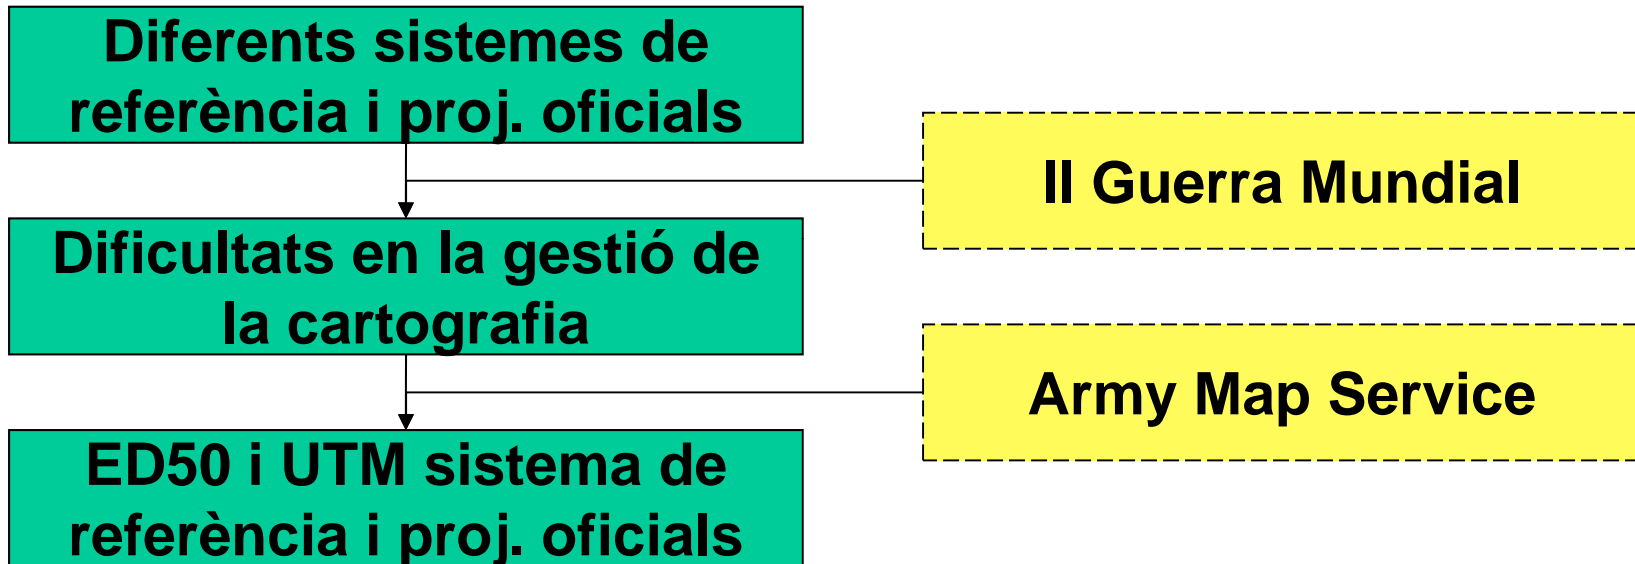 Diferents sistemes de
referència i proj. oficials
II Guerra Mundial
Dificultats en la gestió de
la cartografia
Army Map Service
ED50 i UTM sistema de
referència i proj. oficials